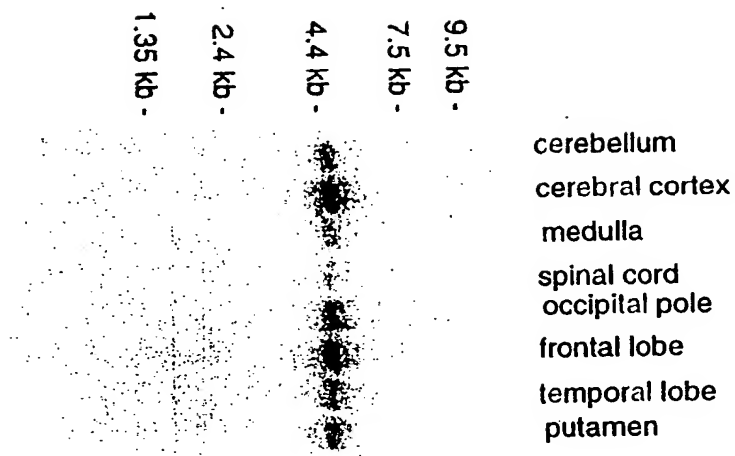 1.35 kb -
2.4 kb -
4.4 kb -
7.5 kb -
9.5 kb -
cerebellum
cerebral cortex
medulla
spinal cord
occipital pole
frontal lobe
temporal lobe
putamen